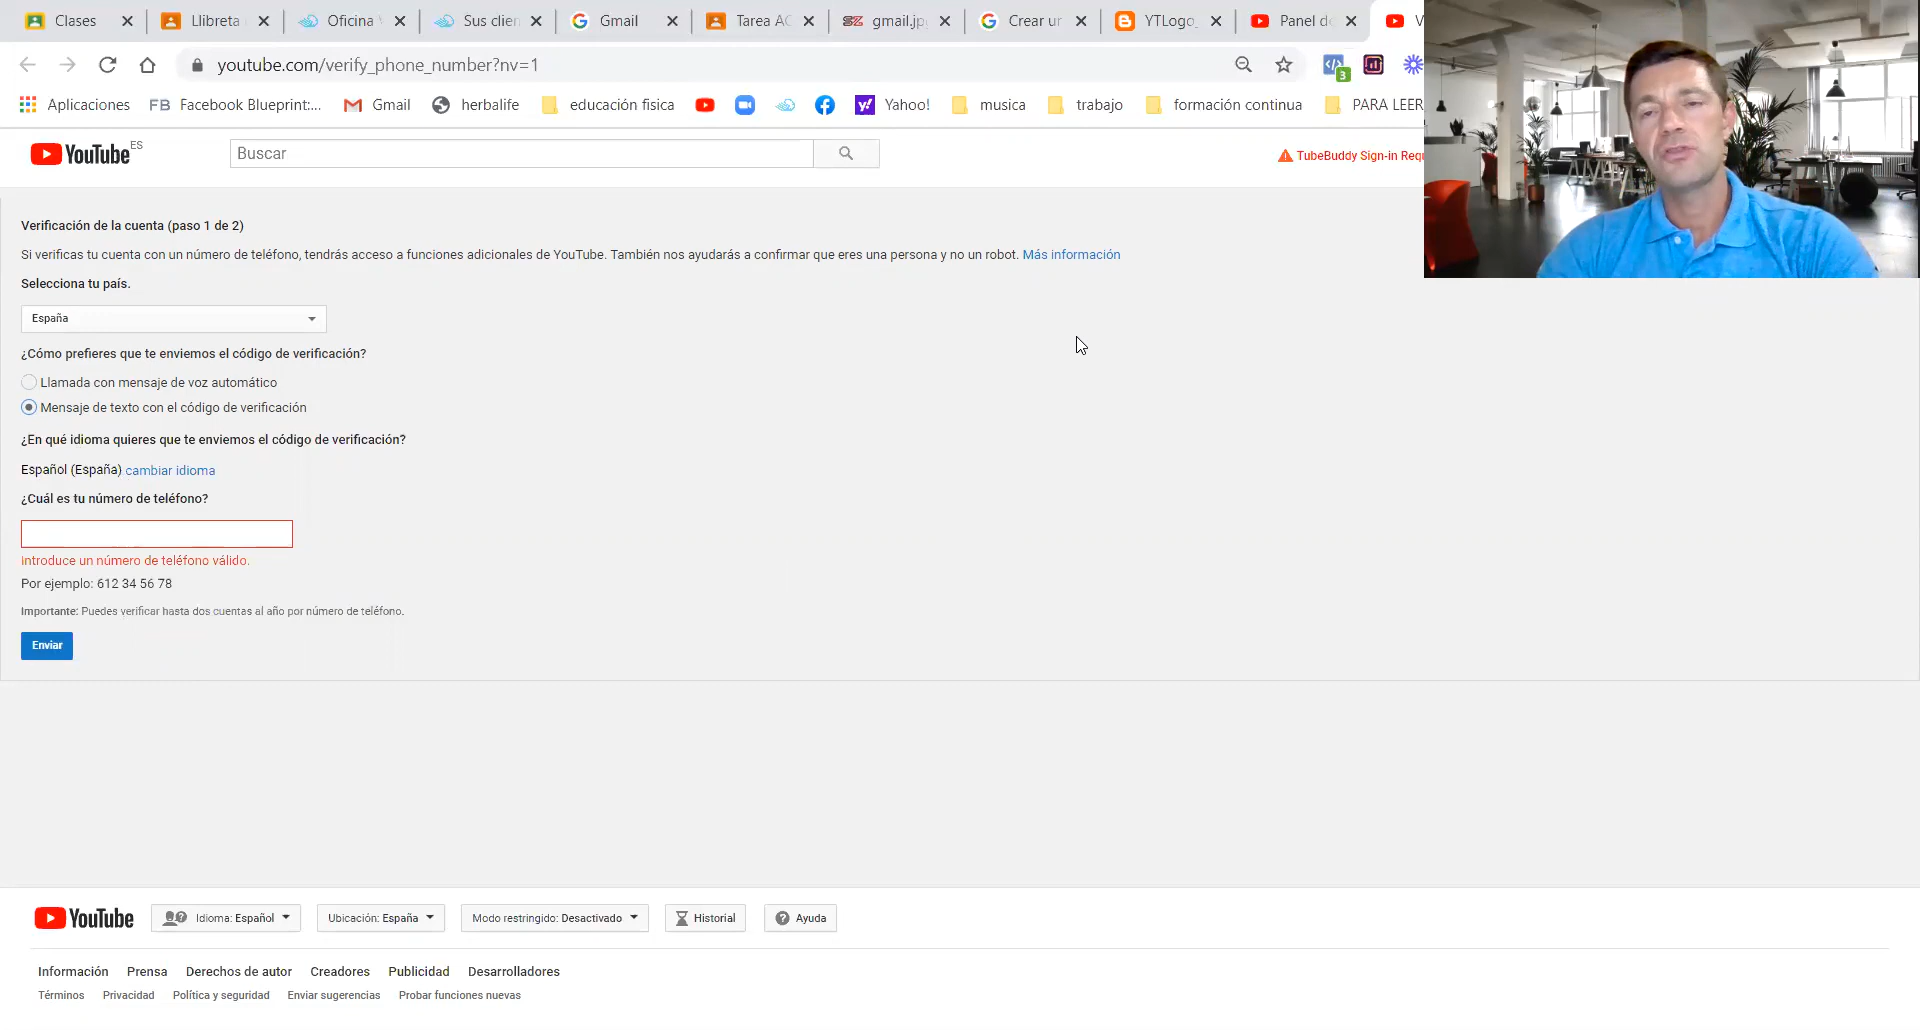 Clases
Llibreta
Oficina
Sus clien
Gmail
Tarea AC
gmail.jp
Crear un
YTLogo
Panel de
youtube.com/verify_phone_number?nv=1
3
Aplicaciones
FB Facebook Blueprint:...
Gmail
herbalife
educación fisica
Yahoo!
musica
trabajo
formación continua
PARA LEER
YouTube ES
Buscar
TubeBuddy Sign-in Requ
Verificación de la cuenta (paso 1 de 2)
Si verificas tu cuenta con un número de teléfono, tendrás acceso a funciones adicionales de YouTube. También nos ayudarás a confirmar que eres una persona y no un robot. Más información
Selecciona tu país.
España
¿Cómo prefieres que te enviemos el código de verificación?
Llamada con mensaje de voz automático
Mensaje de texto con el código de verificación
¿En qué idioma quieres que te enviemos el código de verificación?
Español (España) cambiar idioma
¿Cuál es tu número de teléfono?
Introduce un número de teléfono válido.
Por ejemplo: 612 34 56 78
Importante: Puedes verificar hasta dos cuentas al año por número de teléfono.
Enviar
YouTube
Idioma: Español
Ubicación: España
Modo restringido: Desactivado
Historial
Ayuda
Información Prensa Derechos de autor Creadores Publicidad Desarrolladores
Términos Privacidad Política y seguridad Enviar sugerencias Probar funciones nuevas